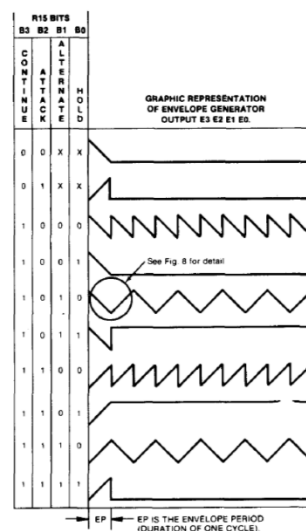 R15 BITS
B3 B2 B1 B0
CONTINUE
ATTACK
ALTERNATE
HOLD
GRAPHIC REPRESENTATION
OF ENVELOPE GENERATOR
OUTPUT E3 E2 E1 E0.
0 0 X X
0 1 X X
1 0 0 0
1 0 0 1
See Fig. 8 for detail
1 0 1 0
1 0 1 1
1 1 0 0
1 1 0 1
1 1 1 0
1 1 1 1
EP
EP IS THE ENVELOPE PERIOD
(DURATION OF ONE CYCLE).